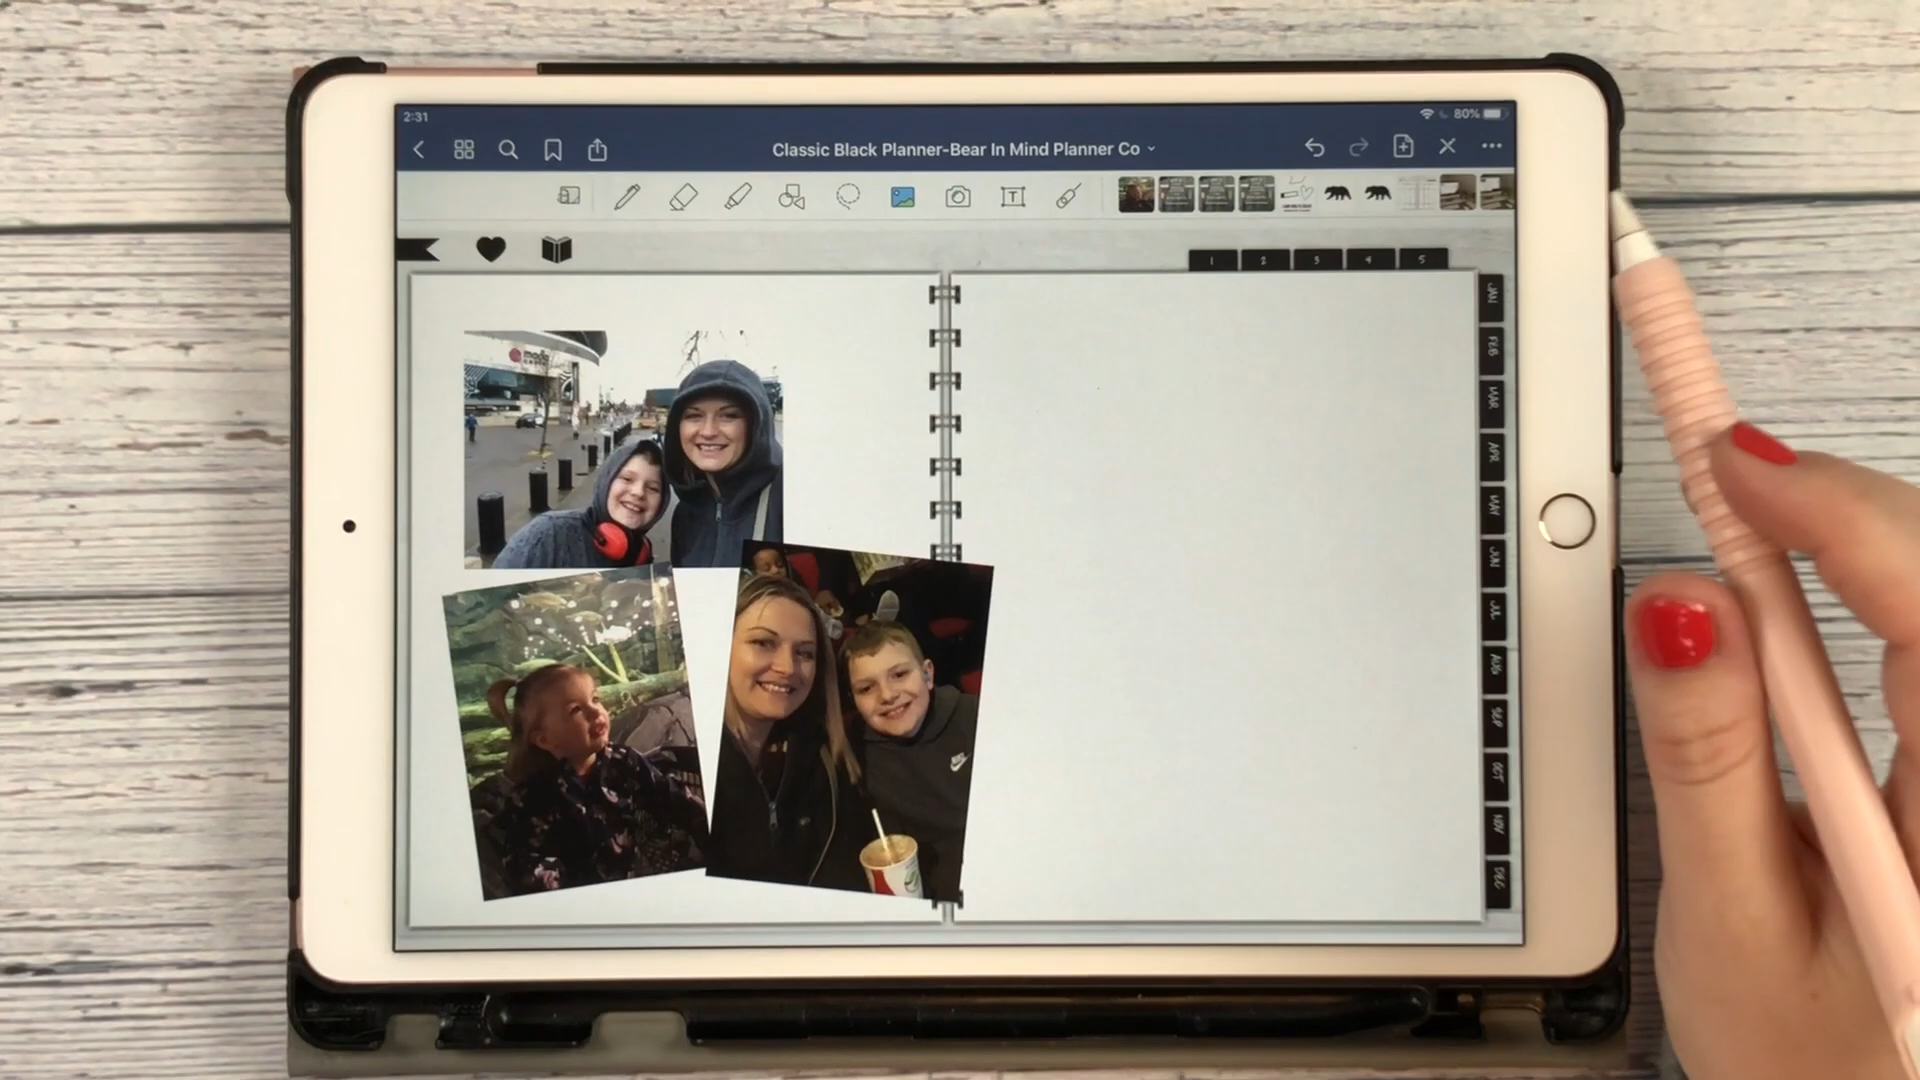 2:31
80%
Classic Black Planner-Bear In Mind Planner Co
T
1 2 3 4 5
JAN
FEB
MAR
APR
MAY
JUN
JUL
AUG
SEP
OCT
NOV
DEC
moda